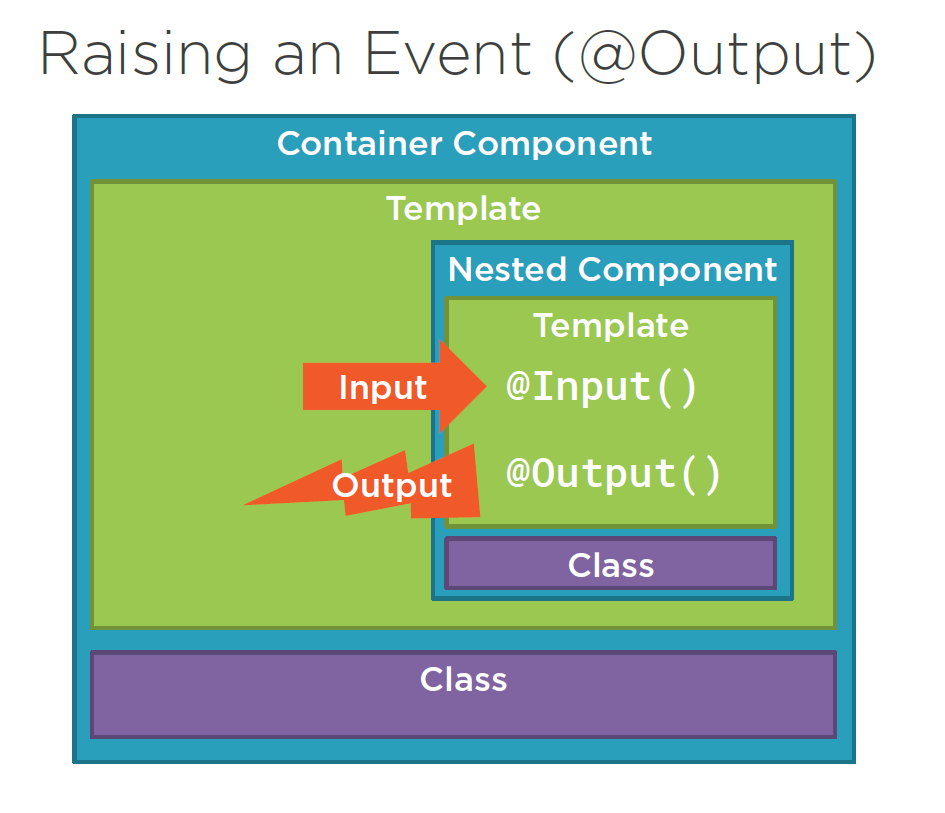 Raising an Event (@Output)
Container Component
Template
Nested Component
Template
Input
@Input()
Output
@Output()
Class
Class